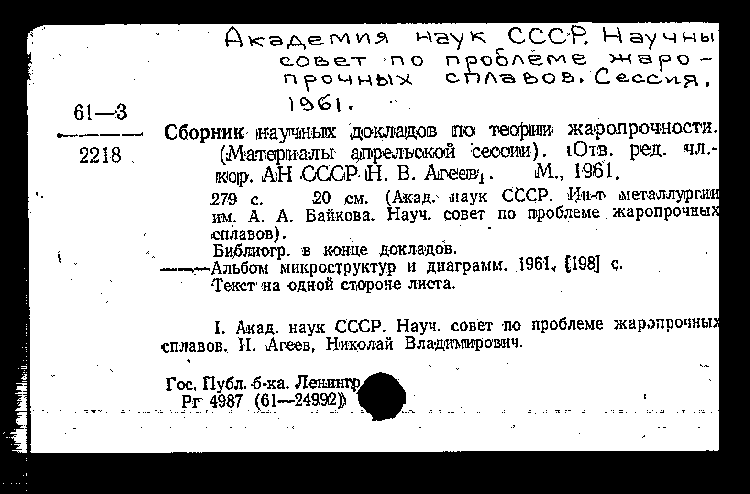 Академия наук СССР. Научны
совет по проблеме жаро-
прочных сплавов. Сессия,
1961.
61—3
2218
Сборник научных докладов по теории жаропрочности.
(Материалы апрельской сессии). Отв. ред. чл.-
кор. АН СССР Н. В. Агеев. М., 1961.
279 с. 20 см. (Акад. наук СССР. Ин-т металлургии
им. А. А. Байкова. Науч. совет по проблеме жаропрочных
сплавов).
Библиогр. в конце докладов.
—— Альбом микроструктур и диаграмм. 1961. [198] с.
Текст на одной стороне листа.
I. Акад. наук СССР. Науч. совет по проблеме жаропрочных
сплавов. II. Агеев, Николай Владимирович.
Гос. Публ. б-ка. Ленингр
Рг 4987 (61—24992)